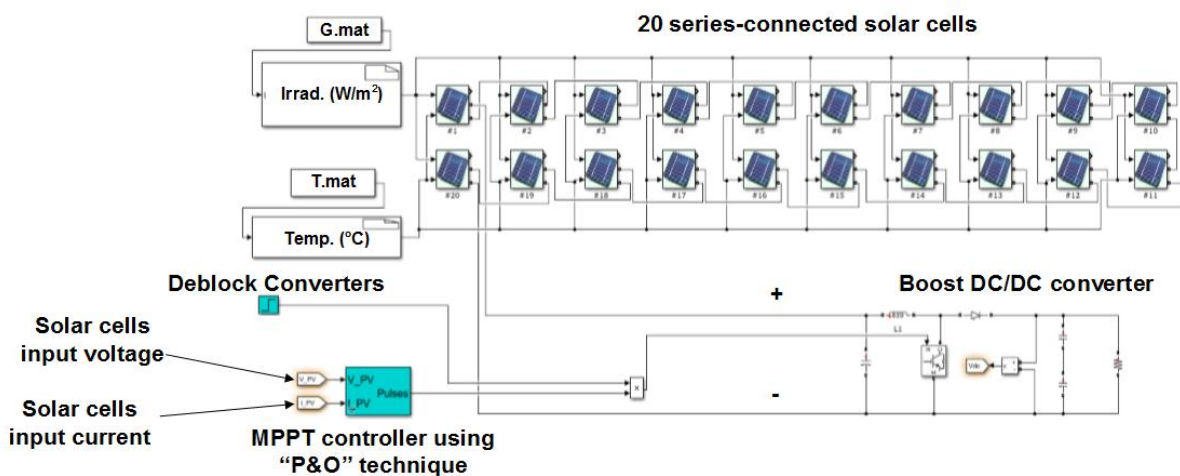 G.mat
20 series-connected solar cells
Irrad. (W/m²)
#1 #2 #3 #4 #5 #6 #7 #8 #9 #10
T.mat
#20 #19 #18 #17 #16 #15 #14 #13 #12 #11
Temp. (°C)
Deblock Converters
+
Boost DC/DC converter
L1
Solar cells
input voltage
V_PV
V_PV
Pulses
×
Vdc
Solar cells
input current
I_PV
I_PV
-
MPPT controller using
“P&O” technique